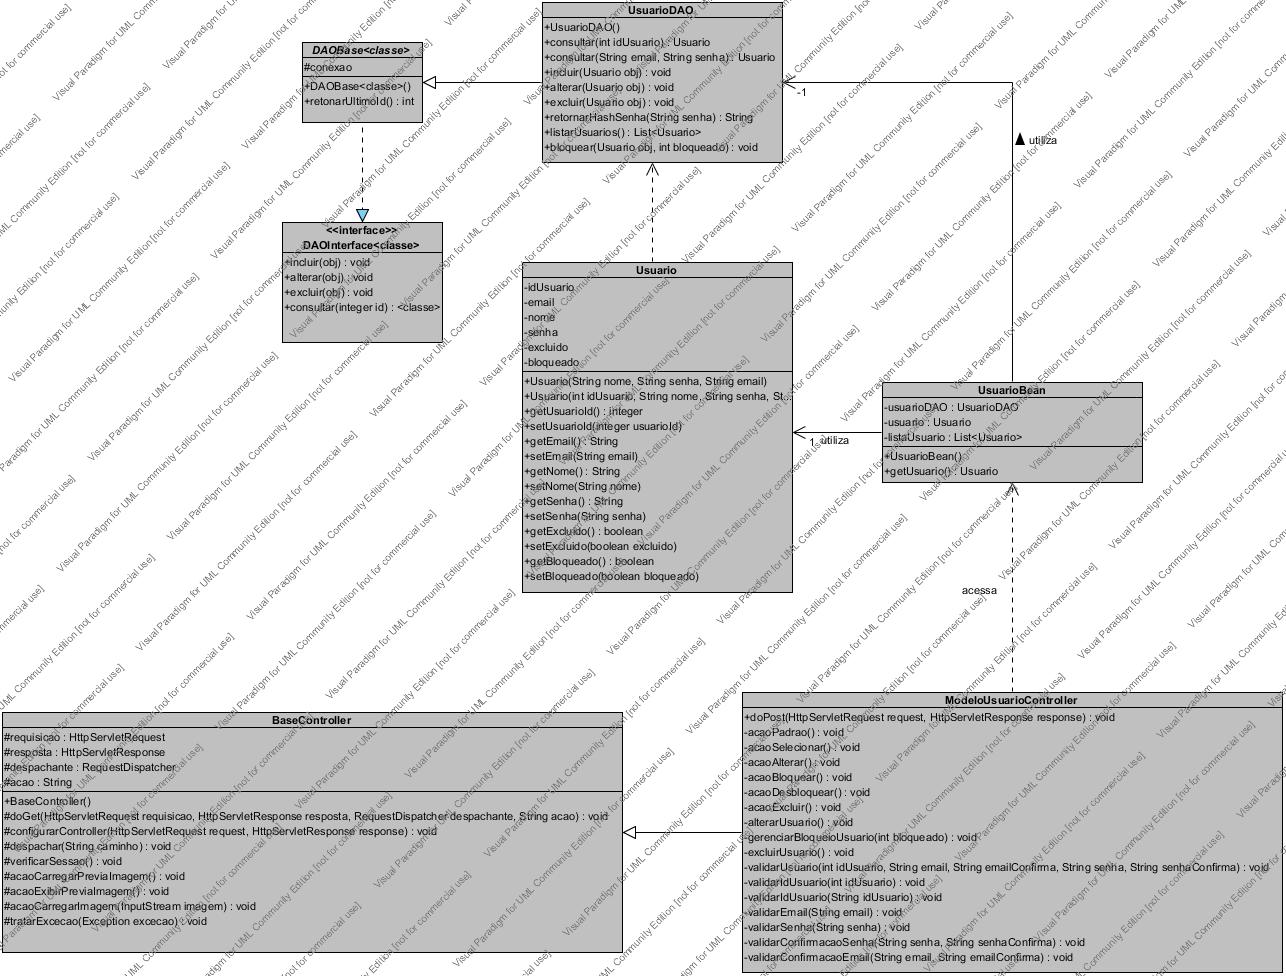 UsuarioDAO
+UsuarioDAO()
+consultar(int idUsuario) : Usuario
+consultar(String email, String senha) : Usuario
+incluir(Usuario obj) : void
+alterar(Usuario obj) : void
+excluir(Usuario obj) : void
+retornarHashSenha(String senha) : String
+listarUsuarios() : List<Usuario>
+bloquear(Usuario obj, int bloqueado) : void
DAOBase<classe>
#conexao
+DAOBase<classe>()
+retonarUltimoId() : int
-1
utiliza
<<interface>>
DAOInterface<classe>
+incluir(obj) : void
+alterar(obj) : void
+excluir(obj) : void
+consultar(integer id) : <classe>
Usuario
-idUsuario
-email
-nome
-senha
-excluido
-bloqueado
+Usuario(String nome, String senha, String email)
+Usuario(int idUsuario, String nome, String senha, St
+getUsuarioId() : integer
+setUsuarioId(integer usuarioId)
+getEmail() : String
+setEmail(String email)
+getNome() : String
+setNome(String nome)
+getSenha() : String
+setSenha(String senha)
+getExcluido() : boolean
+setExcluido(boolean excluido)
+getBloqueado() : boolean
+setBloqueado(boolean bloqueado)
1 utiliza
UsuarioBean
-usuarioDAO : UsuarioDAO
-usuario : Usuario
-listaUsuario : List<Usuario>
+UsuarioBean()
+getUsuario() : Usuario
acessa
BaseController
#requisicao : HttpServletRequest
#resposta : HttpServletResponse
#despachante : RequestDispatcher
#acao : String
+BaseController()
#doGet(HttpServletRequest requisicao, HttpServletResponse resposta, RequestDispatcher despachante, String acao) : void
#configurarController(HttpServletRequest request, HttpServletResponse response) : void
#despachar(String caminho) : void
#verificarSessao() : void
#acaoCarregarPreviaImagem() : void
#acaoExibirPreviaImagem() : void
#acaoCarregarImagem(InputStream imagem) : void
#tratarExcecao(Exception excecao) : void
ModeloUsuarioController
+doPost(HttpServletRequest request, HttpServletResponse response) : void
-acaoPadrao() : void
-acaoSelecionar() : void
-acaoAlterar() : void
-acaoBloquear() : void
-acaoDesbloquear() : void
-acaoExcluir() : void
-alterarUsuario() : void
-gerenciarBloqueioUsuario(int bloqueado) : void
-excluirUsuario() : void
-validarUsuario(int idUsuario, String email, String emailConfirma, String senha, String senhaConfirma) : void
-validarIdUsuario(int idUsuario) : void
-validarIdUsuario(String idUsuario) : void
-validarEmail(String email) : void
-validarSenha(String senha) : void
-validarConfirmacaoSenha(String senha, String senhaConfirma) : void
-validarConfirmacaoEmail(String email, String emailConfirma) : void
Visual Paradigm for UML Community Edition [not for commercial use]